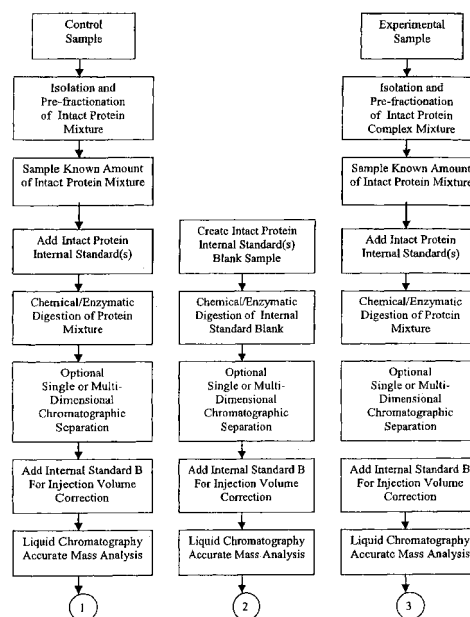 Control
Sample
Isolation and
Pre-fractionation
of Intact Protein
Mixture
Sample Known Amount
of Intact Protein Mixture
Add Intact Protein
Internal Standard(s)
Chemical/Enzymatic
Digestion of Protein
Mixture
Optional
Single or Multi-
Dimensional
Chromatographic
Separation
Add Internal Standard B
For Injection Volume
Correction
Liquid Chromatography
Accurate Mass Analysis
1
Create Intact Protein
Internal Standard(s)
Blank Sample
Chemical/Enzymatic
Digestion of Internal
Standard Blank
Optional
Single or Multi-
Dimensional
Chromatographic
Separation
Add Internal Standard B
For Injection Volume
Correction
Liquid Chromatography
Accurate Mass Analysis
2
Experimental
Sample
Isolation and
Pre-fractionation
of Intact Protein
Complex Mixture
Sample Known Amount
of Intact Protein Mixture
Add Intact Protein
Internal Standard(s)
Chemical/Enzymatic
Digestion of Protein
Mixture
Optional
Single or Multi-
Dimensional
Chromatographic
Separation
Add Internal Standard B
For Injection Volume
Correction
Liquid Chromatography
Accurate Mass Analysis
3